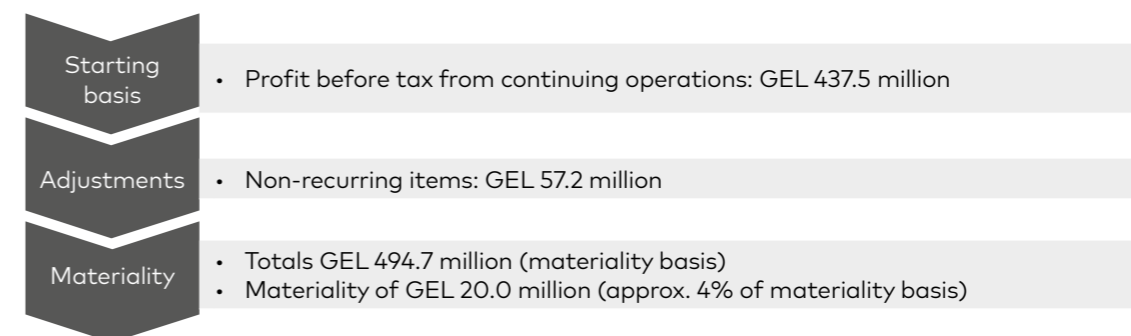 Starting
basis
• Profit before tax from continuing operations: GEL 437.5 million
Adjustments
• Non-recurring items: GEL 57.2 million
Materiality
• Totals GEL 494.7 million (materiality basis)
• Materiality of GEL 20.0 million (approx. 4% of materiality basis)